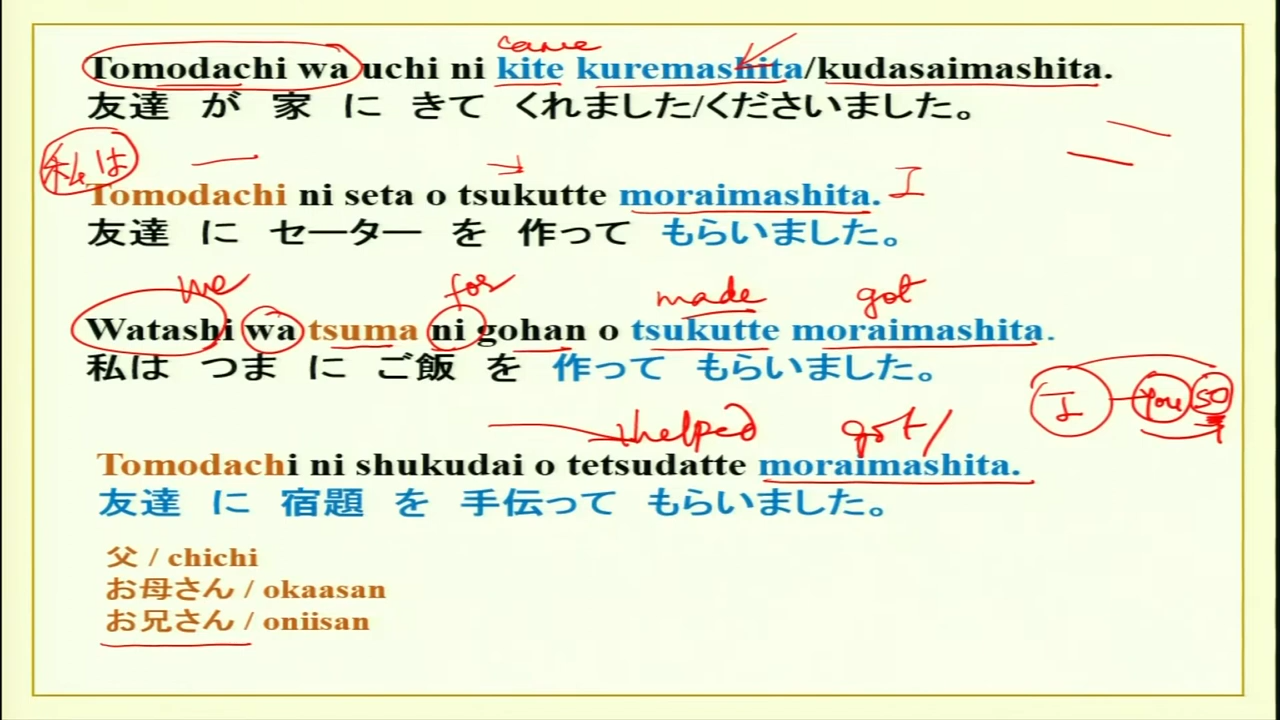 came
Tomodachi wa uchi ni kite kuremashita/kudasaimashita.
友達 が 家 に きて くれました/くださいました。
私は
Tomodachi ni seta o tsukutte moraimashita. I
友達 に セーター を 作って もらいました。
me for made got
Watashi wa tsuma ni gohan o tsukutte moraimashita.
私は つま に ご飯 を 作って もらいました。
I you SO
helped got/
Tomodachi ni shukudai o tetsudatte moraimashita.
友達 に 宿題 を 手伝って もらいました。
父 / chichi
お母さん / okaasan
お兄さん / oniisan